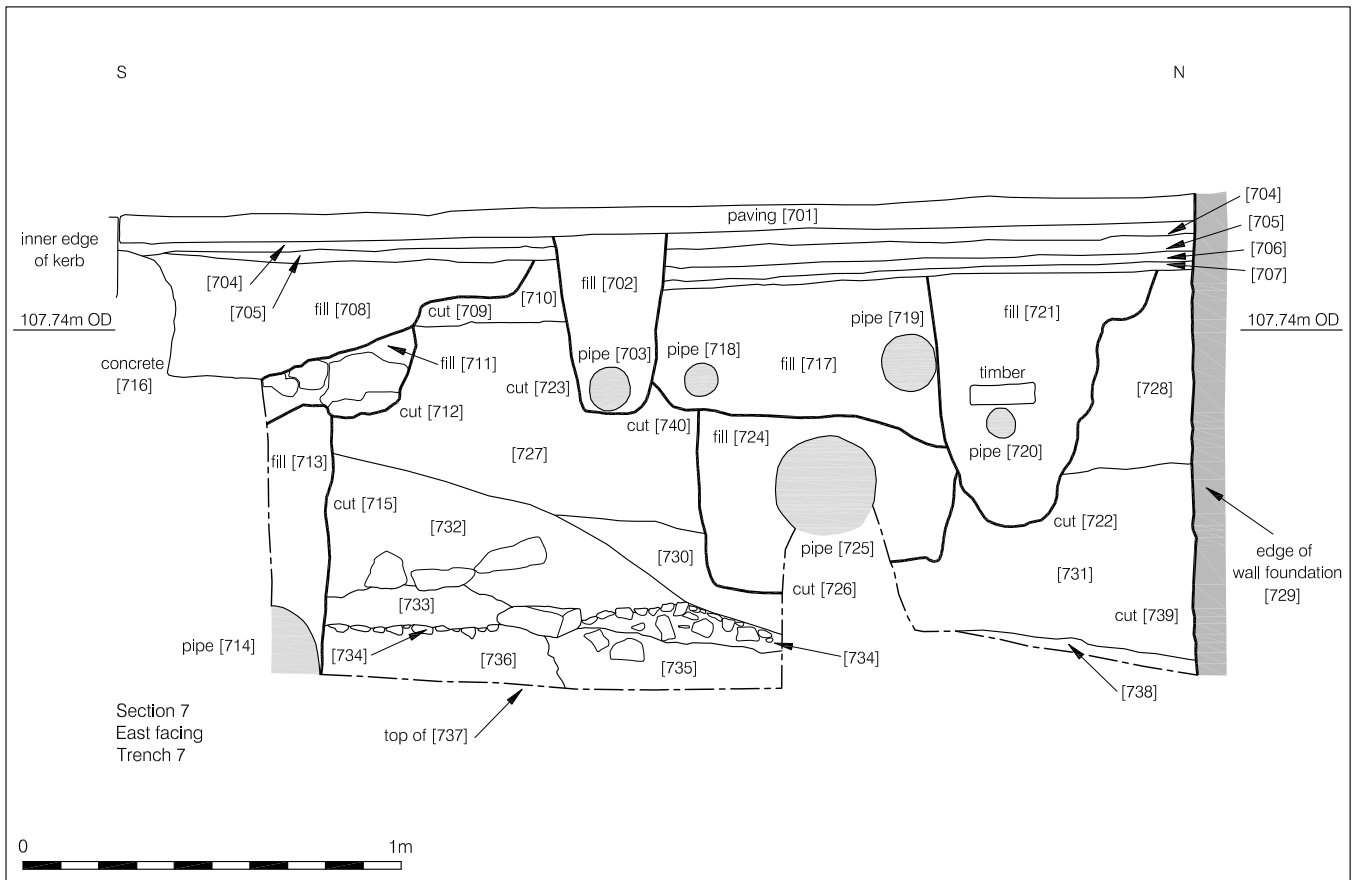 S
N
[704]
paving [701]
[705]
inner edge
of kerb
[706]
[704]
[707]
[705]
fill [708]
cut [709]
[710]
fill [702]
fill [721]
107.74m OD
107.74m OD
pipe [719]
concrete
[716]
fill [711]
pipe [703]
pipe [718]
fill [717]
timber
cut [712]
cut [723]
[728]
cut [740]
fill [724]
pipe [720]
fill [713]
[727]
cut [715]
[732]
cut [722]
[730]
pipe [725]
edge of
wall foundation
[729]
cut [726]
[731]
[733]
cut [739]
pipe [714]
[734]
[736]
[735]
[734]
[738]
Section 7
East facing
Trench 7
top of [737]
0
1m